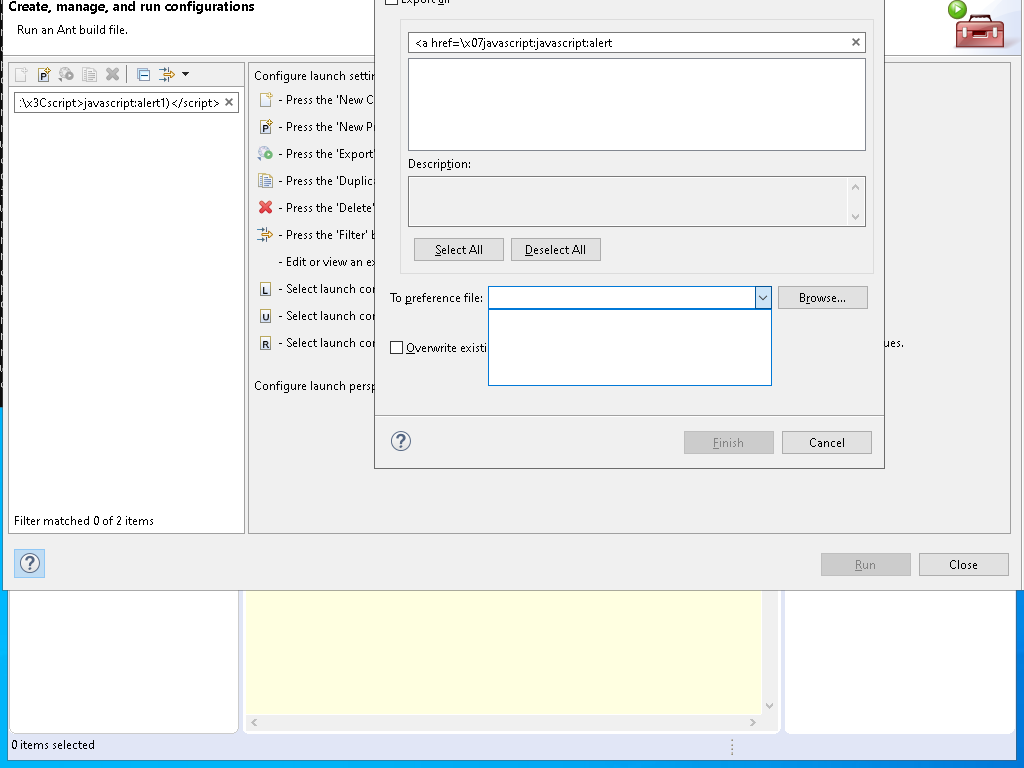 Create, manage, and run configurations
Run an Ant build file.
:\x3Cscript>javascript:alert1)</script>
Filter matched 0 of 2 items
Configure launch settin
- Press the 'New C
- Press the 'New Pr
- Press the 'Export'
- Press the 'Duplic
- Press the 'Delete'
- Press the 'Filter' b
- Edit or view an ex
- Select launch con
- Select launch con
- Select launch con
ues.
Configure launch persp
Export all
<a href=\x07javascript:javascript:alert
Description:
Select All
Deselect All
To preference file:
Browse...
Overwrite existi
Finish
Cancel
Run
Close
0 items selected